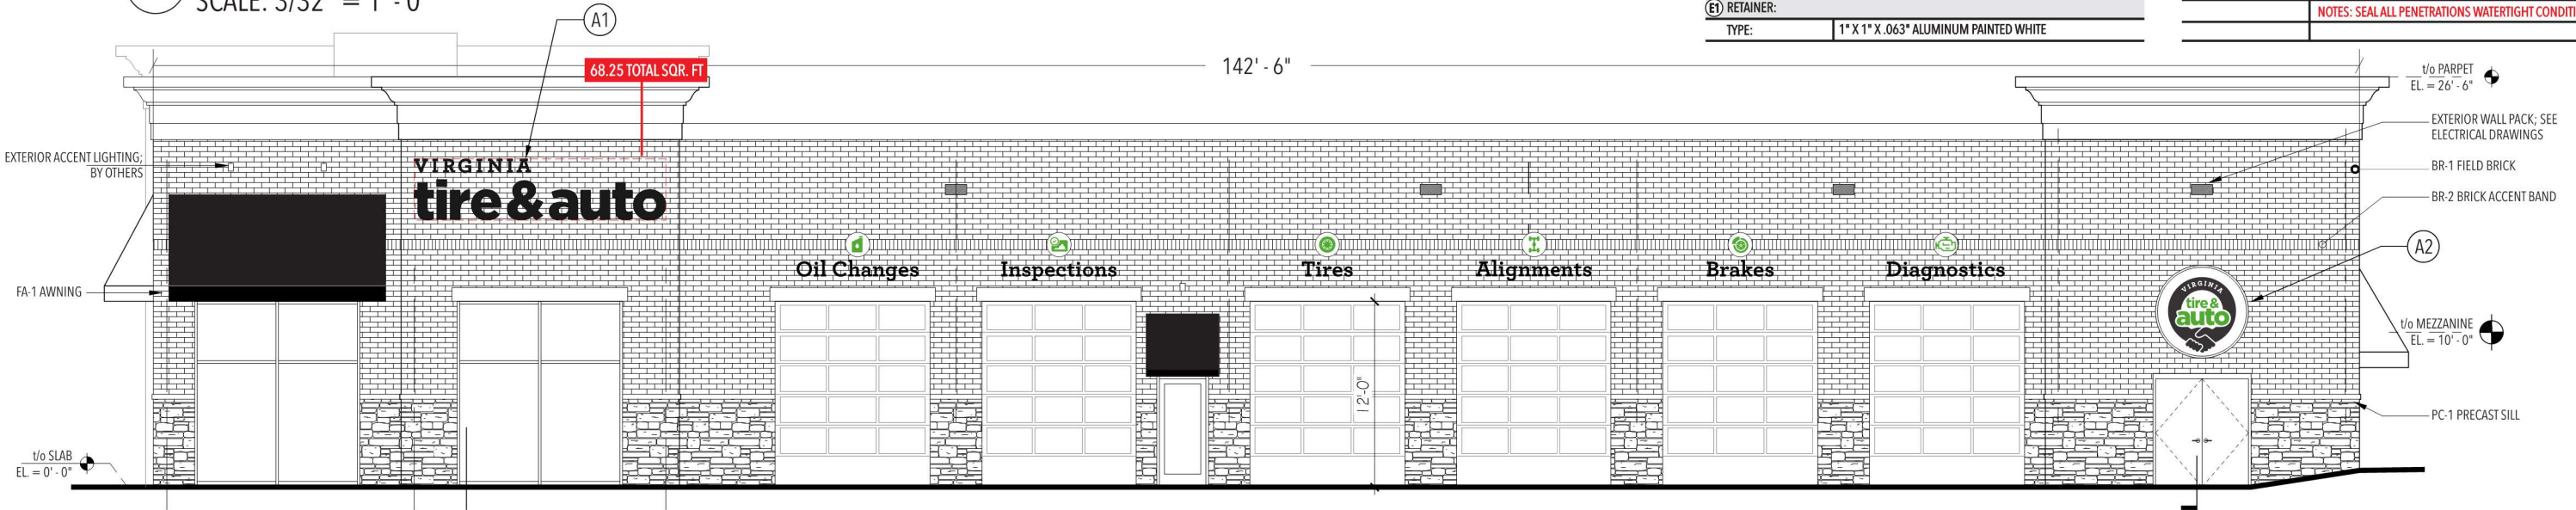 SCALE: 3/32" = 1'-0"
E1 RETAINER:
TYPE: 1" X 1" X .063" ALUMINUM PAINTED WHITE
NOTES: SEAL ALL PENETRATIONS WATERTIGHT
A1
68.25 TOTAL SQR. FT
142' - 6"
t/o PARPET
EL. = 26' - 6"
EXTERIOR WALL PACK; SEE
ELECTRICAL DRAWINGS
EXTERIOR ACCENT LIGHTING;
BY OTHERS
BR-1 FIELD BRICK
BR-2 BRICK ACCENT BAND
VIRGINIA
tire & auto
A2
Oil Changes
Inspections
Tires
Alignments
Brakes
Diagnostics
FA-1 AWNING
VIRGINIA
tire &
auto
t/o MEZZANINE
EL. = 10' - 0"
12'-0"
PC-1 PRECAST SILL
t/o SLAB
EL. = 0' - 0"